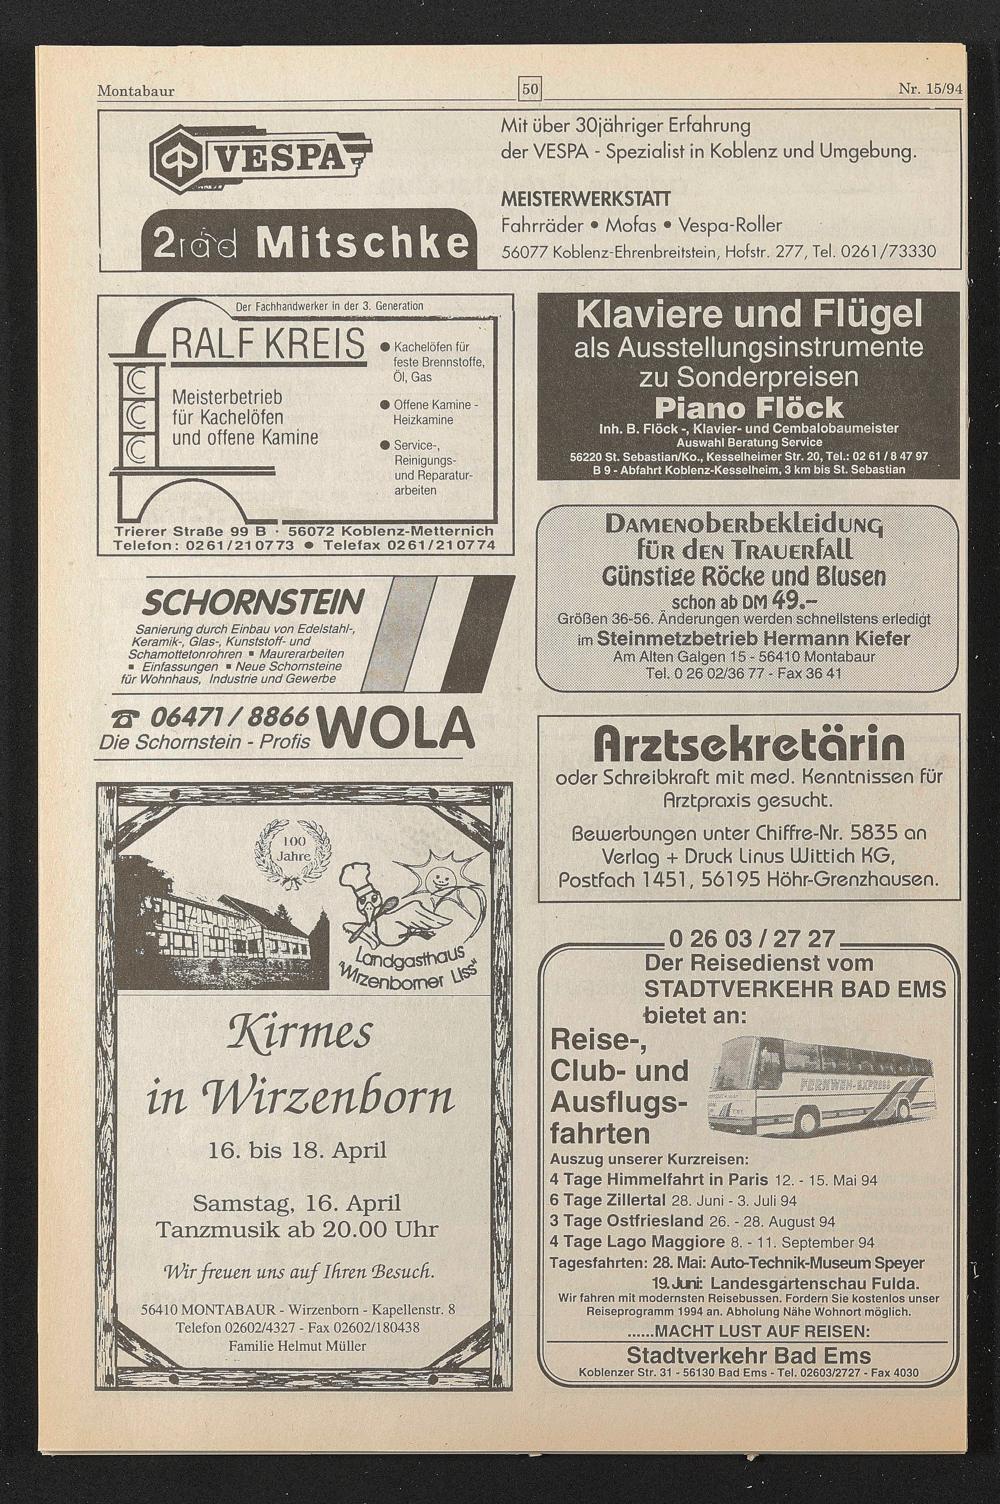 Montabaur
50
Nr. 15/94
VESPA
2rad Mitschke
Mit über 30jähriger Erfahrung
der VESPA - Spezialist in Koblenz und Umgebung.
MEISTERWERKSTATT
Fahrräder • Mofas • Vespa-Roller
56077 Koblenz-Ehrenbreitstein, Hofstr. 277, Tel. 0261/73330
Der Fachhandwerker in der 3. Generation
RALF KREIS
Meisterbetrieb
für Kachelöfen
und offene Kamine
● Kachelöfen für
feste Brennstoffe,
Öl, Gas
● Offene Kamine -
Heizkamine
● Service-,
Reinigungs-
und Reparatur-
arbeiten
Trierer Straße 99 B · 56072 Koblenz-Metternich
Telefon: 0261/210773 ● Telefax 0261/210774
SCHORNSTEIN
Sanierung durch Einbau von Edelstahl-,
Keramik-, Glas-, Kunststoff- und
Schamottetonrohren ▪ Maurerarbeiten
▪ Einfassungen ▪ Neue Schornsteine
für Wohnhaus, Industrie und Gewerbe
☎ 06471 / 8866
Die Schornstein - Profis
WOLA
100
Jahre
Landgasthaus
"Wirzenborner Liss"
Kirmes
in Wirzenborn
16. bis 18. April
Samstag, 16. April
Tanzmusik ab 20.00 Uhr
Wir freuen uns auf Ihren Besuch.
56410 MONTABAUR - Wirzenborn - Kapellenstr. 8
Telefon 02602/4327 - Fax 02602/180438
Familie Helmut Müller
Klaviere und Flügel
als Ausstellungsinstrumente
zu Sonderpreisen
Piano Flöck
Inh. B. Flöck -, Klavier- und Cembalobaumeister
Auswahl Beratung Service
56220 St. Sebastian/Ko., Kesselheimer Str. 20, Tel.: 02 61 / 8 47 97
B 9 - Abfahrt Koblenz-Kesselheim, 3 km bis St. Sebastian
DAMENOBERBEKLEIDUNG
FÜR DEN TRAUERFALL
Günstige Röcke und Blusen
schon ab DM 49.–
Größen 36-56. Änderungen werden schnellstens erledigt
im Steinmetzbetrieb Hermann Kiefer
Am Alten Galgen 15 - 56410 Montabaur
Tel. 0 26 02/36 77 - Fax 36 41
Arztsekretärin
oder Schreibkraft mit med. Kenntnissen für
Arztpraxis gesucht.
Bewerbungen unter Chiffre-Nr. 5835 an
Verlag + Druck Linus Wittich KG,
Postfach 1451, 56195 Höhr-Grenzhausen.
0 26 03 / 27 27
Der Reisedienst vom
STADTVERKEHR BAD EMS
bietet an:
Reise-,
Club- und
Ausflugs-
fahrten
FERNWEH-EXPRESS
Auszug unserer Kurzreisen:
4 Tage Himmelfahrt in Paris 12. - 15. Mai 94
6 Tage Zillertal 28. Juni - 3. Juli 94
3 Tage Ostfriesland 26. - 28. August 94
4 Tage Lago Maggiore 8. - 11. September 94
Tagesfahrten: 28. Mai: Auto-Technik-Museum Speyer
19. Juni: Landesgartenschau Fulda.
Wir fahren mit modernsten Reisebussen. Fordern Sie kostenlos unser
Reiseprogramm 1994 an. Abholung Nähe Wohnort möglich.
......MACHT LUST AUF REISEN:
Stadtverkehr Bad Ems
Koblenzer Str. 31 - 56130 Bad Ems - Tel. 02603/2727 - Fax 4030